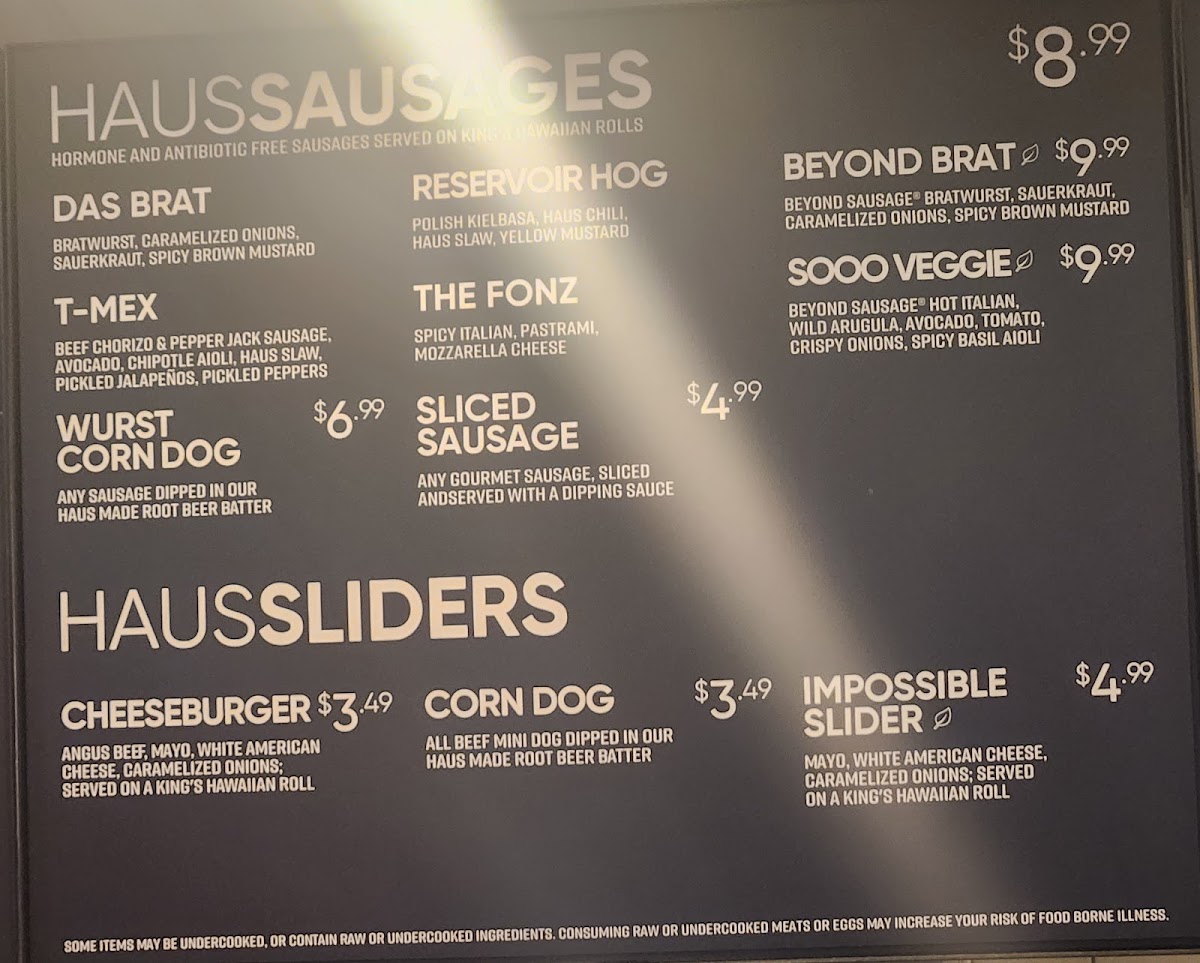 HAUSSAUSAGES
$8.99
HORMONE AND ANTIBIOTIC FREE SAUSAGES SERVED ON KING'S HAWAIIAN ROLLS
DAS BRAT
BRATWURST, CARAMELIZED ONIONS,
SAUERKRAUT, SPICY BROWN MUSTARD
RESERVOIR HOG
POLISH KIELBASA, HAUS CHILI,
HAUS SLAW, YELLOW MUSTARD
BEYOND BRAT $9.99
BEYOND SAUSAGE® BRATWURST, SAUERKRAUT,
CARAMELIZED ONIONS, SPICY BROWN MUSTARD
T-MEX
BEEF CHORIZO & PEPPER JACK SAUSAGE,
AVOCADO, CHIPOTLE AIOLI, HAUS SLAW,
PICKLED JALAPEÑOS, PICKLED PEPPERS
THE FONZ
SPICY ITALIAN, PASTRAMI,
MOZZARELLA CHEESE
SOOO VEGGIE $9.99
BEYOND SAUSAGE® HOT ITALIAN,
WILD ARUGULA, AVOCADO, TOMATO,
CRISPY ONIONS, SPICY BASIL AIOLI
WURST $6.99
CORN DOG
ANY SAUSAGE DIPPED IN OUR
HAUS MADE ROOT BEER BATTER
SLICED $4.99
SAUSAGE
ANY GOURMET SAUSAGE, SLICED
ANDSERVED WITH A DIPPING SAUCE
HAUSSLIDERS
CHEESEBURGER $3.49
ANGUS BEEF, MAYO, WHITE AMERICAN
CHEESE, CARAMELIZED ONIONS;
SERVED ON A KING'S HAWAIIAN ROLL
CORN DOG $3.49
ALL BEEF MINI DOG DIPPED IN OUR
HAUS MADE ROOT BEER BATTER
IMPOSSIBLE $4.99
SLIDER
MAYO, WHITE AMERICAN CHEESE,
CARAMELIZED ONIONS; SERVED
ON A KING'S HAWAIIAN ROLL
SOME ITEMS MAY BE UNDERCOOKED, OR CONTAIN RAW OR UNDERCOOKED INGREDIENTS. CONSUMING RAW OR UNDERCOOKED MEATS OR EGGS MAY INCREASE YOUR RISK OF FOOD BORNE ILLNESS.